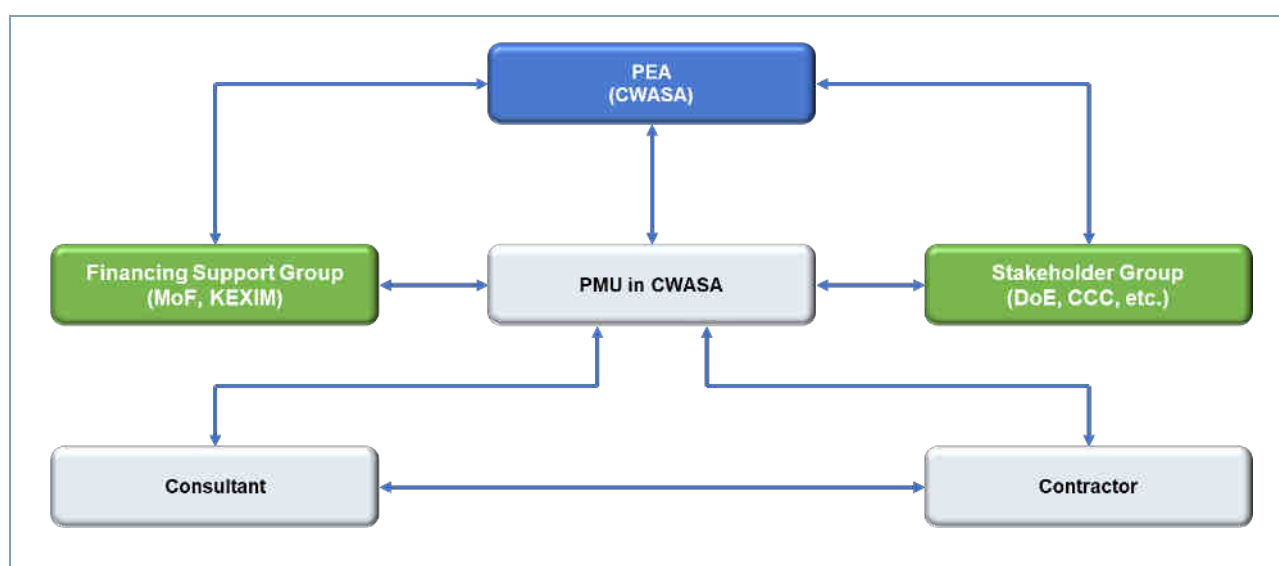 PEA
(CWASA)
Financing Support Group
(MoF, KEXIM)
PMU in CWASA
Stakeholder Group
(DoE, CCC, etc.)
Consultant
Contractor